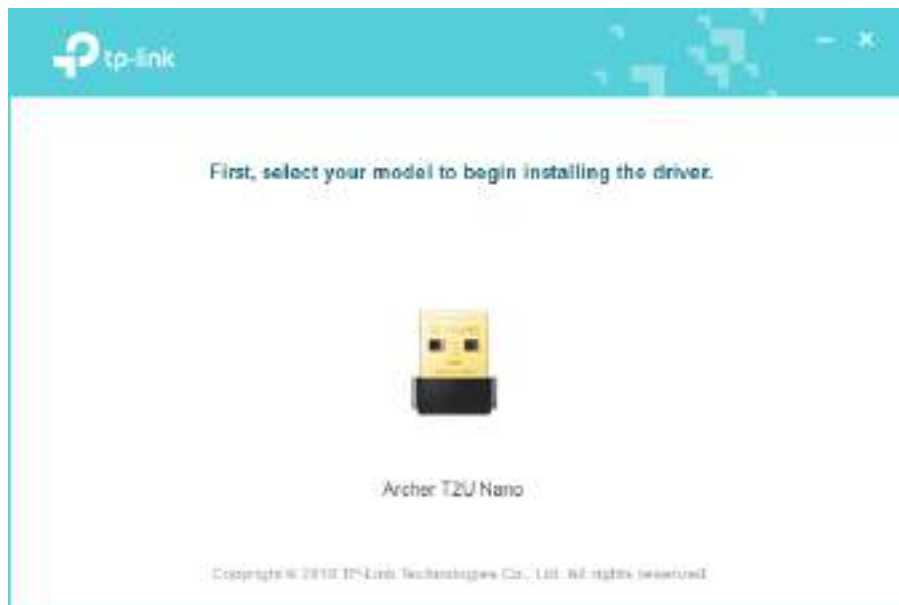 tp-link
First, select your model to begin installing the driver.
Archer T2U Nano
Copyright © TP-Link Technologies Co., Ltd. All rights reserved.